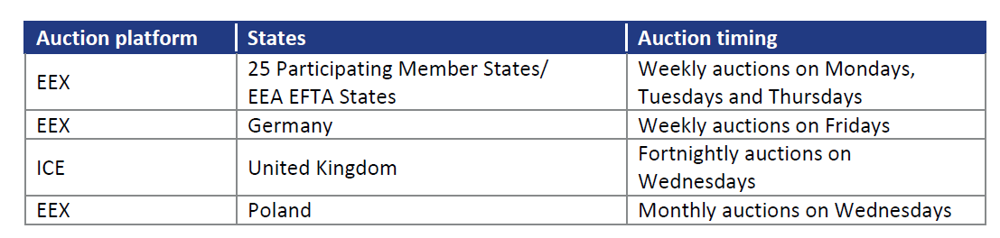 Auction platform States Auction timing
EEX 25 Participating Member States/ Weekly auctions on Mondays,
EEA EFTA States Tuesdays and Thursdays
EEX Germany Weekly auctions on Fridays
ICE United Kingdom Fortnightly auctions on
Wednesdays
EEX Poland Monthly auctions on Wednesdays